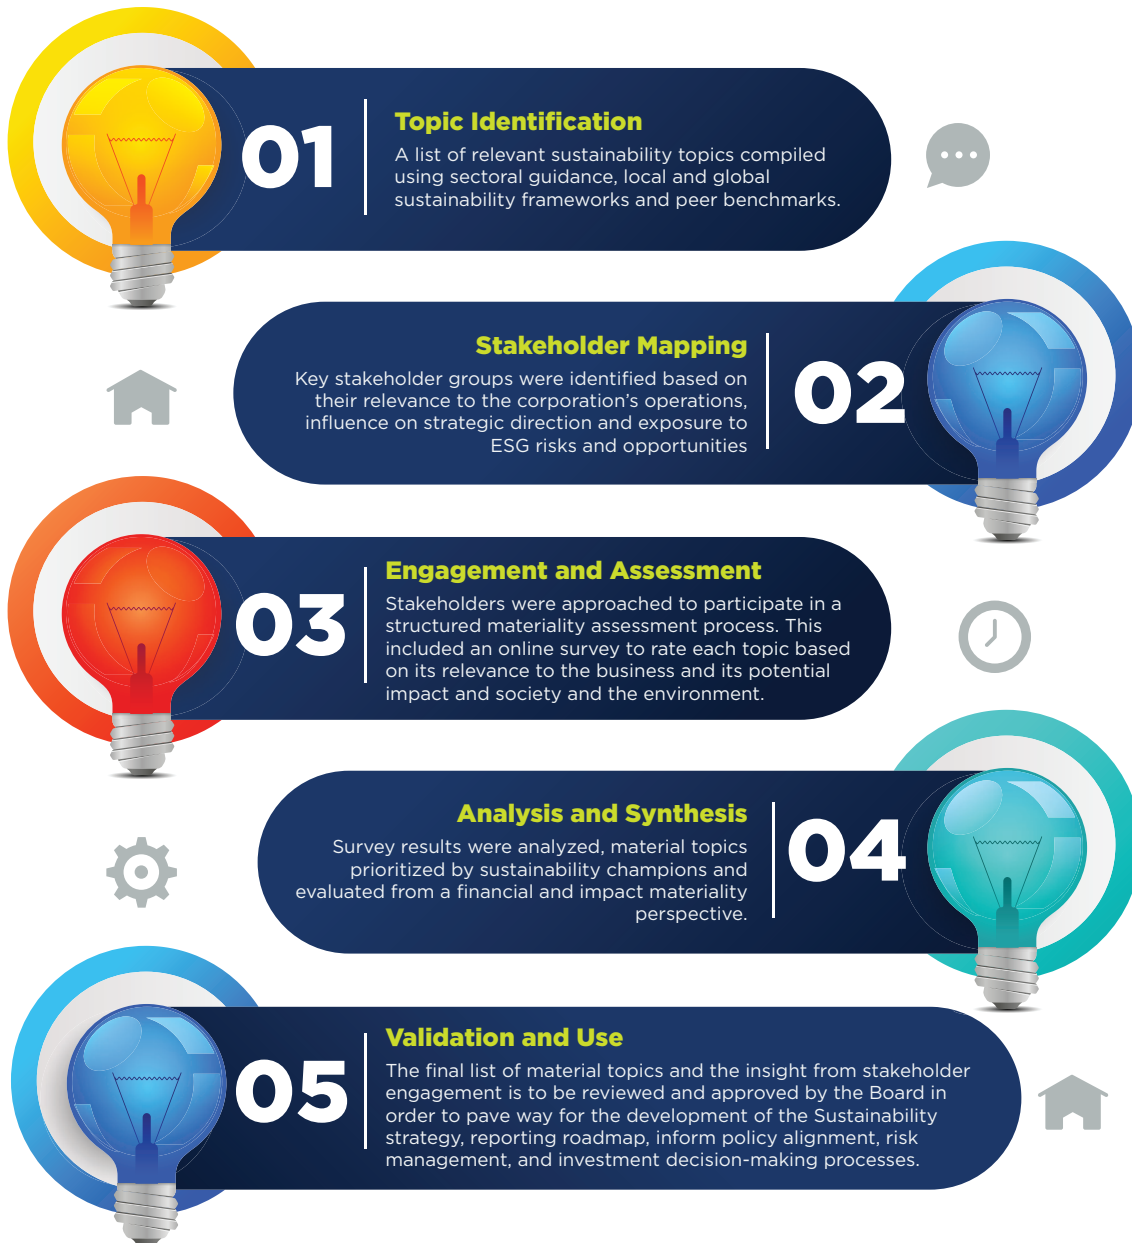 01
Topic Identification
A list of relevant sustainability topics compiled
using sectoral guidance, local and global
sustainability frameworks and peer benchmarks.
Stakeholder Mapping
Key stakeholder groups were identified based on
their relevance to the corporation's operations,
influence on strategic direction and exposure to
ESG risks and opportunities
02
03
Engagement and Assessment
Stakeholders were approached to participate in a
structured materiality assessment process. This
included an online survey to rate each topic based
on its relevance to the business and its potential
impact and society and the environment.
Analysis and Synthesis
Survey results were analyzed, material topics
prioritized by sustainability champions and
evaluated from a financial and impact materiality
perspective.
04
05
Validation and Use
The final list of material topics and the insight from stakeholder
engagement is to be reviewed and approved by the Board in
order to pave way for the development of the Sustainability
strategy, reporting roadmap, inform policy alignment, risk
management, and investment decision-making processes.